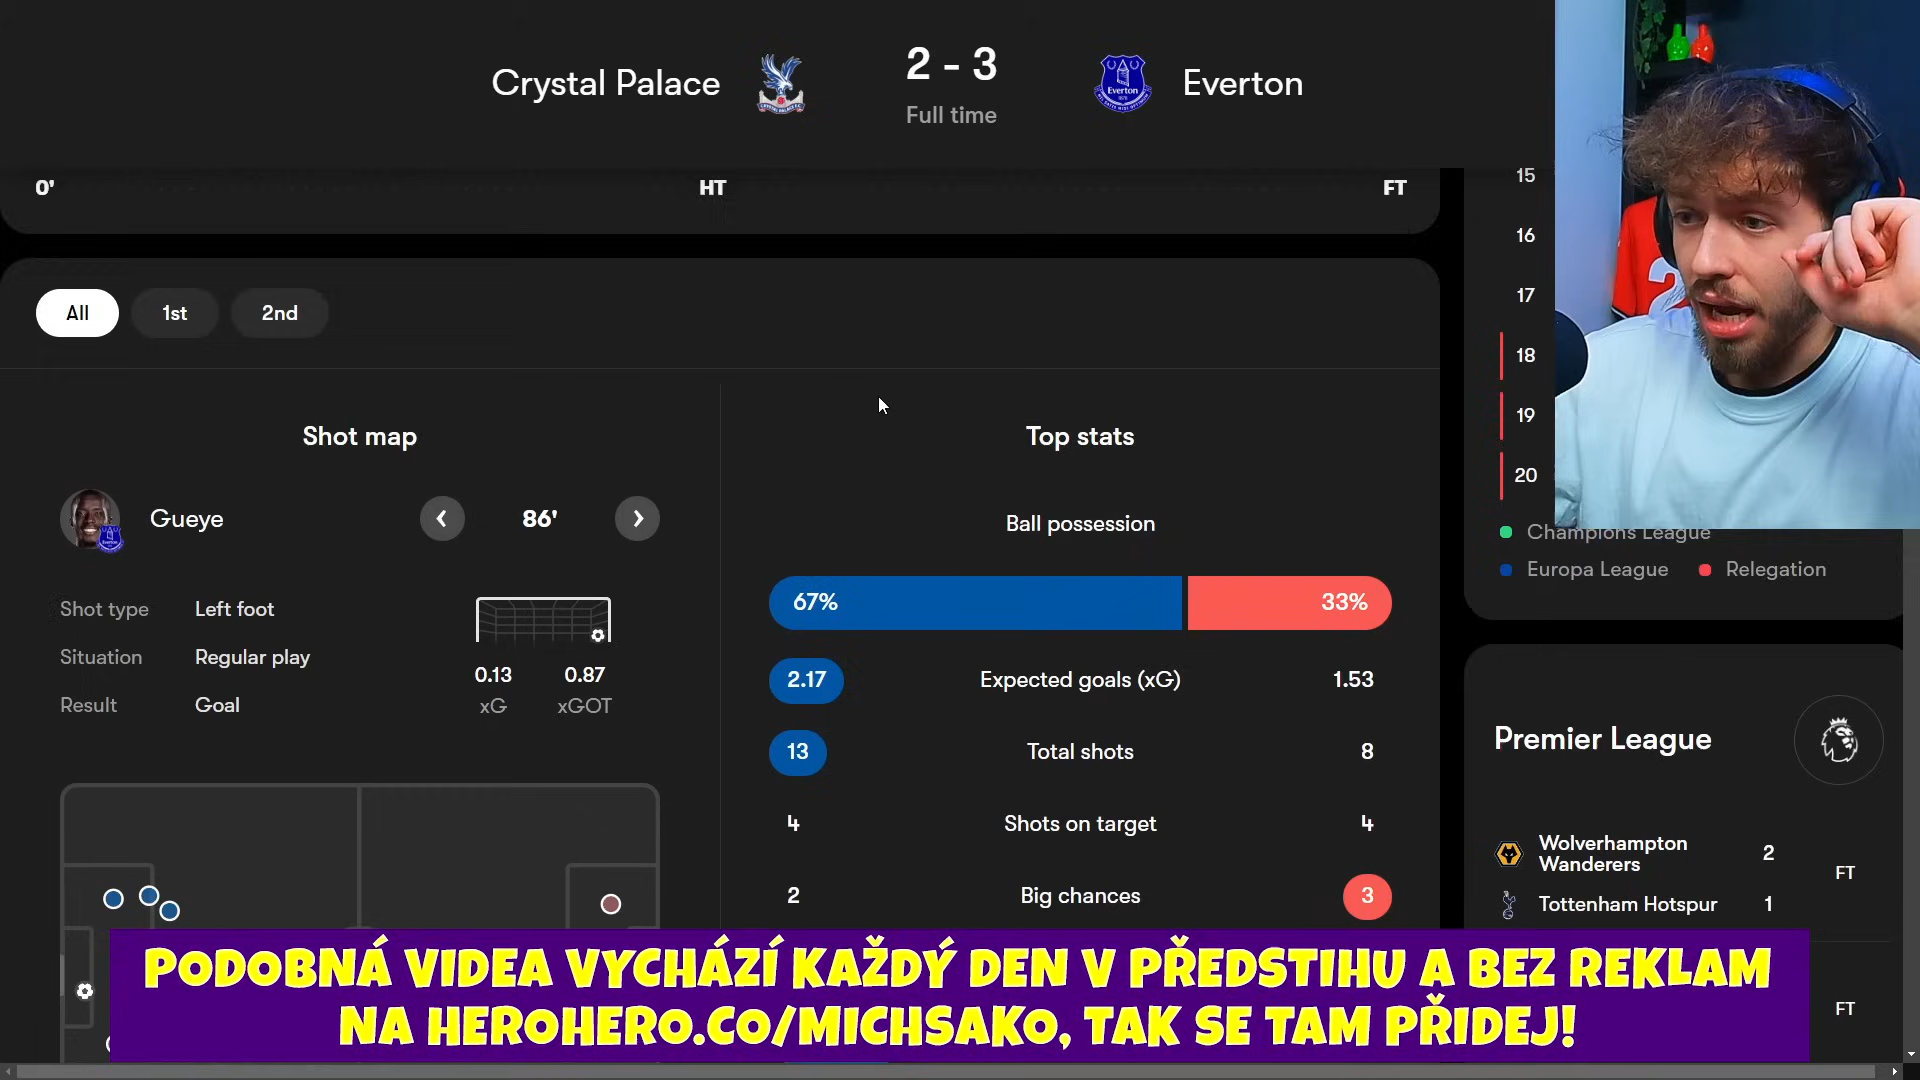 Crystal Palace
2 - 3
Full time
Everton
Everton
0'
HT
FT
All
1st
2nd
Shot map
Gueye
86'
Shot type
Left foot
Situation
Regular play
Result
Goal
0.13
0.87
xG
xGOT
Top stats
Ball possession
67%
33%
2.17
Expected goals (xG)
1.53
13
Total shots
8
4
Shots on target
4
2
Big chances
3
15
16
17
18
19
20
Champions League
Europa League
Relegation
Premier League
Wolverhampton
Wanderers
2
FT
Tottenham Hotspur
1
FT
PODOBNÁ VIDEA VYCHÁZÍ KAŽDÝ DEN V PŘEDSTIHU A BEZ REKLAM
NA HEROHERO.CO/MICHSAKO, TAK SE TAM PŘIDEJ!